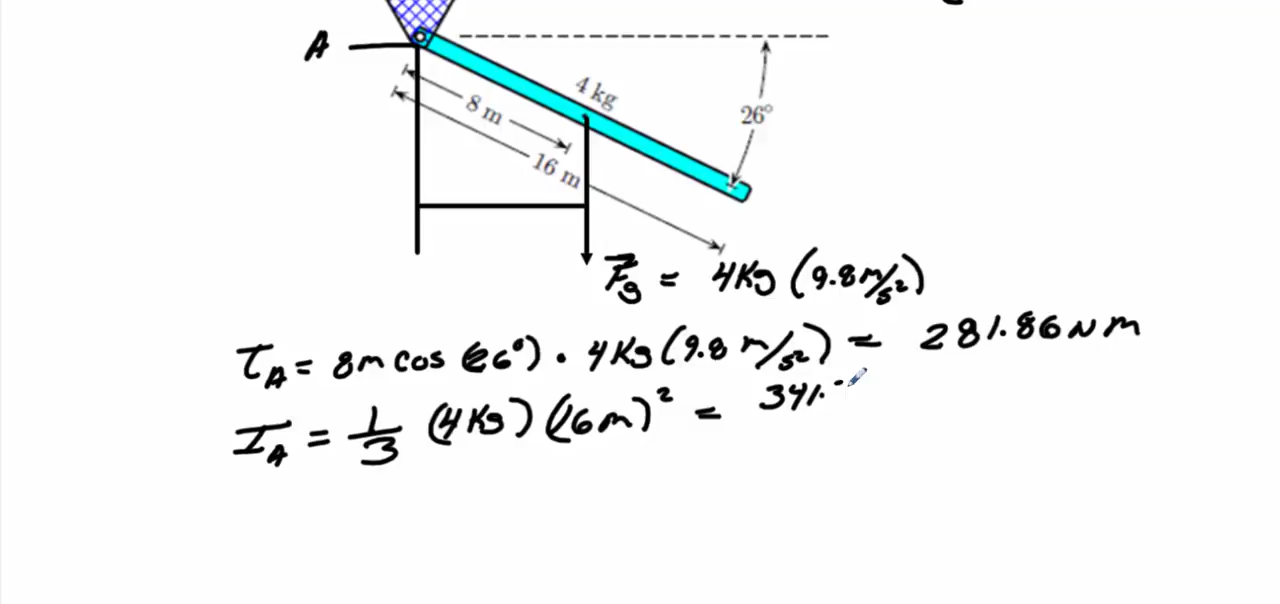 A
4 kg
8 m
26°
16 m
F⃗g = 4Kg (9.8 m/s²)
τA = 8m cos (26°) · 4Kg (9.8 m/s²) = 281.86 N m
IA = 1/3 (4Kg) (16m)² = 341.